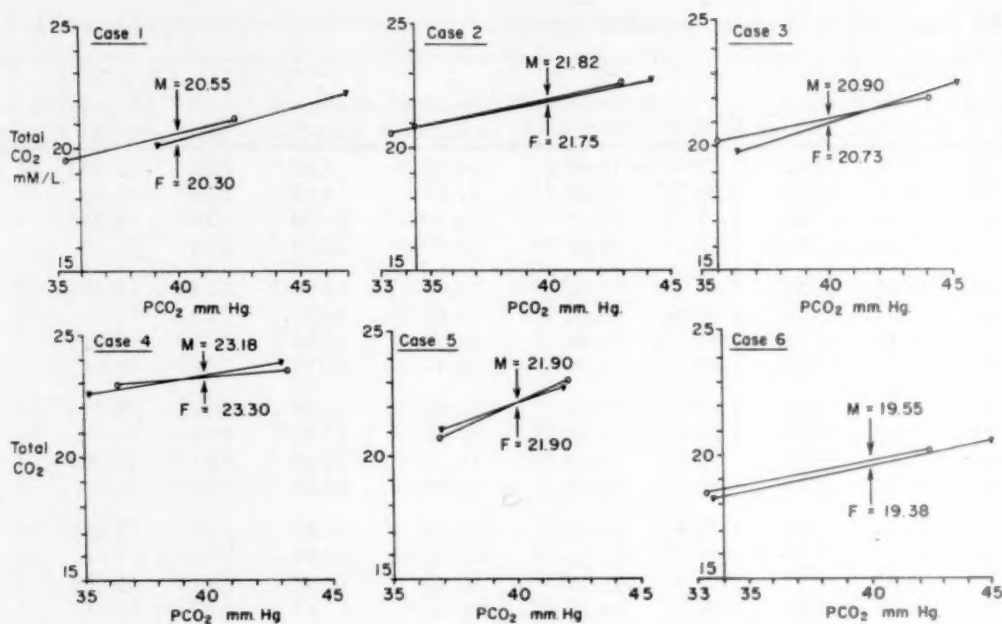 Case 1
25
20
15
Total
CO₂
mM/L
M = 20.55
F = 20.30
35 40 45
PCO₂ mm. Hg.
Case 2
25
20
15
M = 21.82
F = 21.75
33 35 40 45
PCO₂ mm. Hg.
Case 3
25
20
15
M = 20.90
F = 20.73
35 40 45
PCO₂ mm. Hg.
Case 4
25
20
15
Total
CO₂
M = 23.18
F = 23.30
35 40 45
PCO₂ mm. Hg.
Case 5
25
20
15
M = 21.90
F = 21.90
35 40 45
PCO₂ mm. Hg.
Case 6
25
20
15
M = 19.55
F = 19.38
33 35 40 45
PCO₂ mm. Hg.